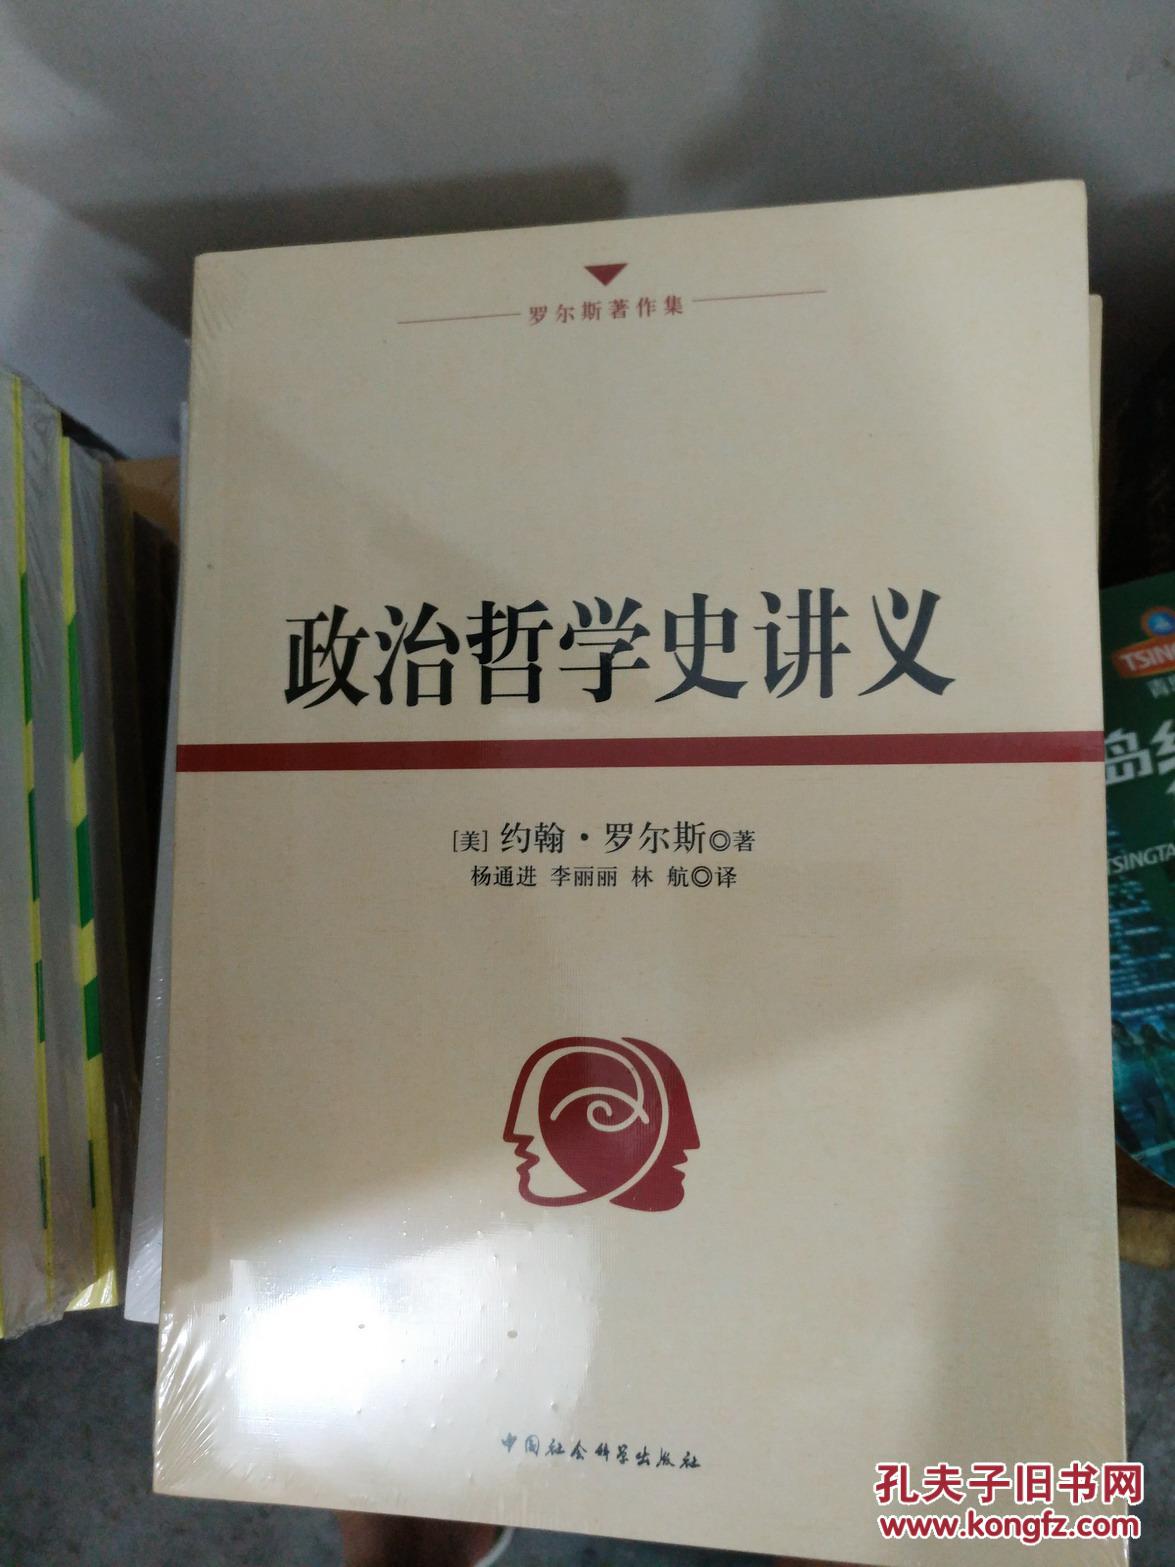 罗尔斯著作集
政治哲学史讲义
[美] 约翰·罗尔斯◎著
杨通进 李丽丽 林 航◎译
中国社会科学出版社
TSING
TSINGTA
孔夫子旧书网
www.kongfz.com